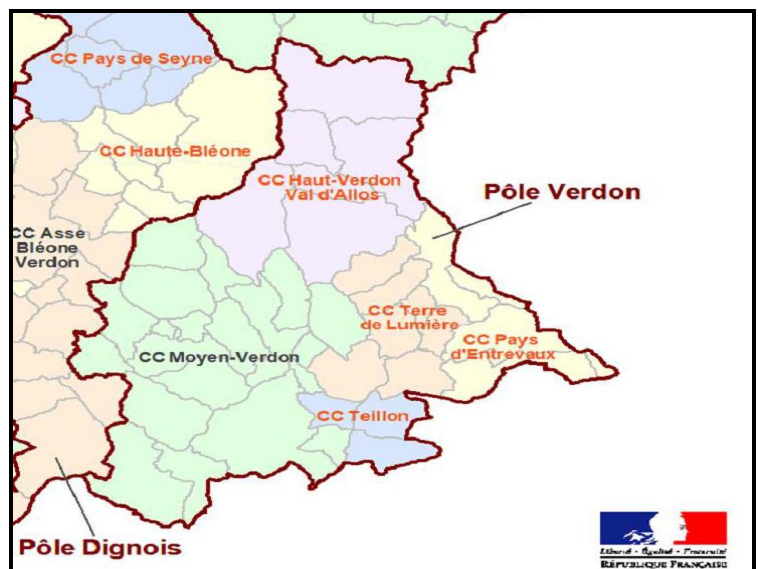 CC Pays de Seyne
CC Haute-Bléone
CC Haut-Verdon
Val d'Allos
Pôle Verdon
CC Asse
Bléone
Verdon
CC Terre
de Lumière
CC Pays
d'Entrevaux
CC Moyen-Verdon
CC Teillon
Pôle Dignois
Liberté • Égalité • Fraternité
RÉPUBLIQUE FRANÇAISE